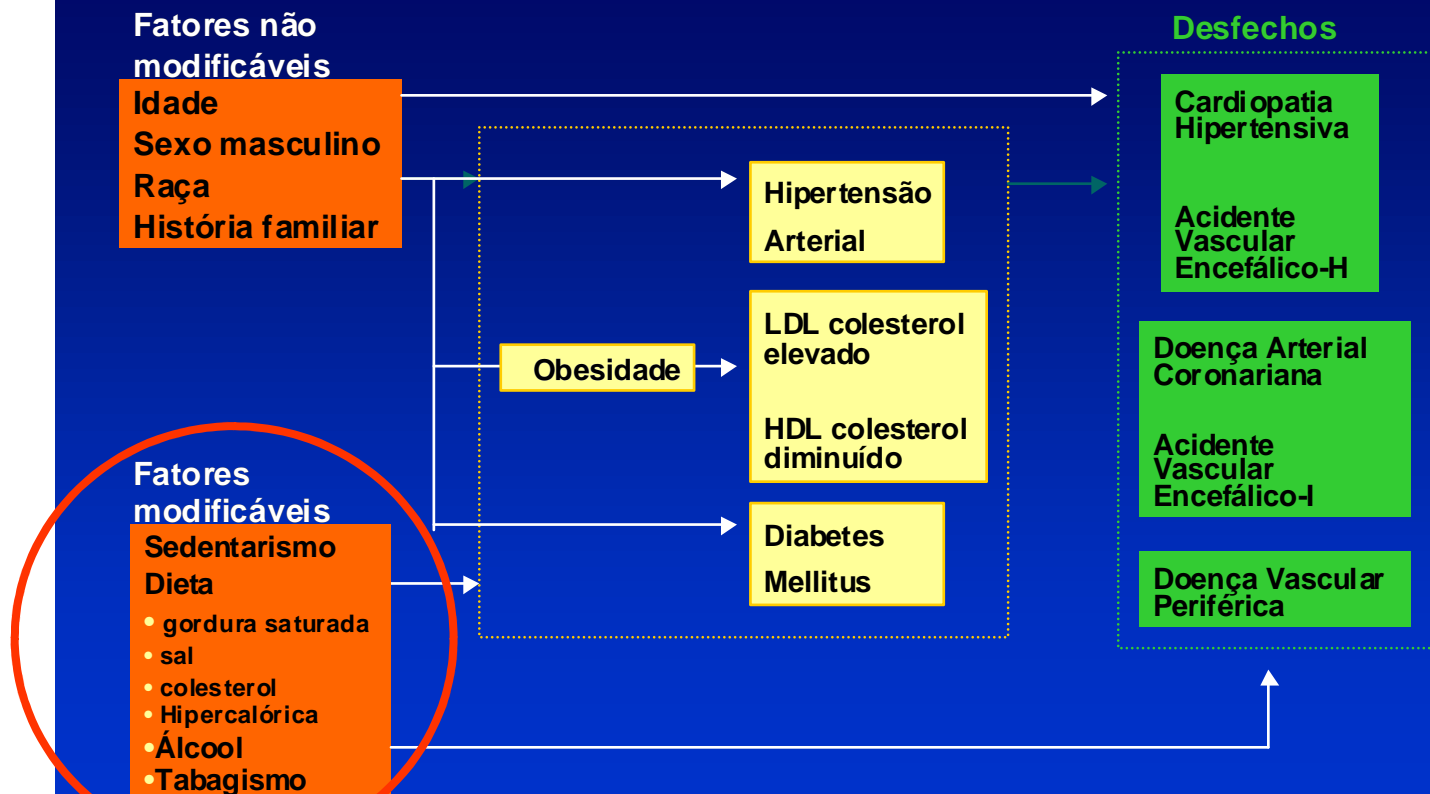 Fatores não
modificáveis
Idade
Sexo masculino
Raça
História familiar
Fatores
modificáveis
Sedentarismo
Dieta
• gordura saturada
• sal
• colesterol
• Hipercalórica
•Álcool
•Tabagismo
Obesidade
Hipertensão
Arterial
LDL colesterol
elevado
HDL colesterol
diminuído
Diabetes
Mellitus
Desfechos
Cardiopatia
Hipertensiva
Acidente
Vascular
Encefálico-H
Doença Arterial
Coronariana
Acidente
Vascular
Encefálico-I
Doença Vascular
Periférica